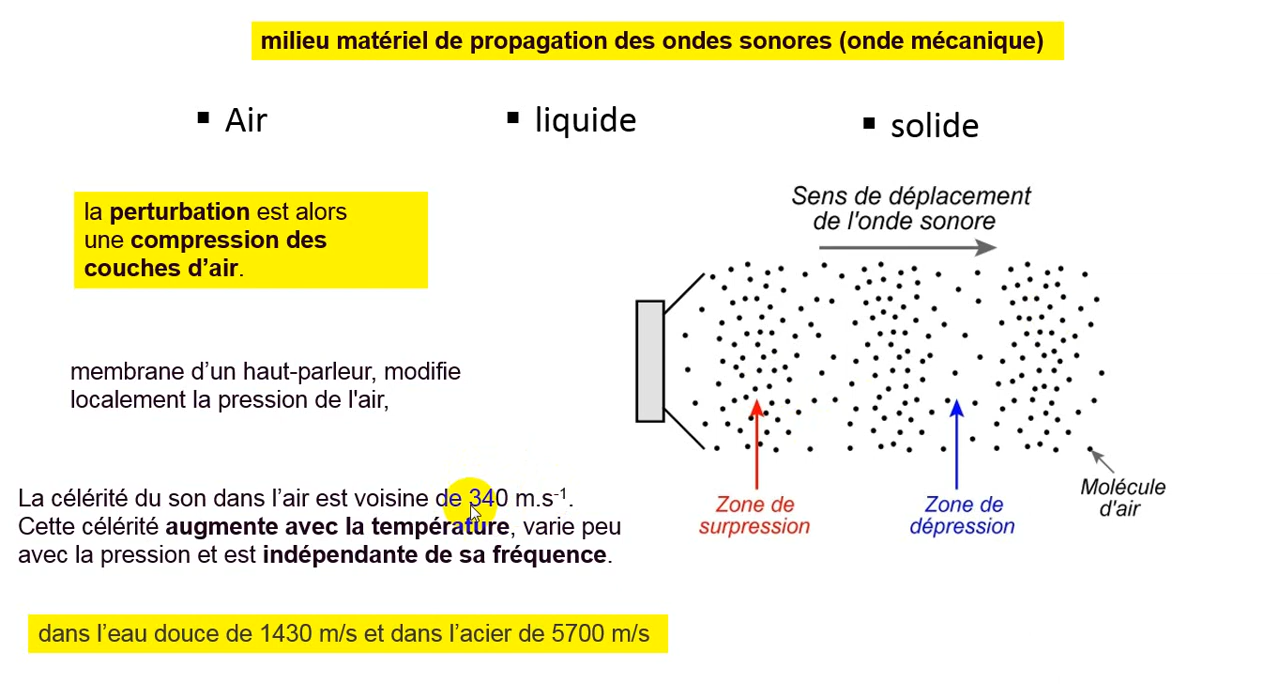 milieu matériel de propagation des ondes sonores (onde mécanique)
▪ Air
▪ liquide
▪ solide
la perturbation est alors
une compression des
couches d’air.
Sens de déplacement
de l'onde sonore
membrane d’un haut-parleur, modifie
localement la pression de l'air,
Zone de
surpression
Zone de
dépression
Molécule
d'air
La célérité du son dans l’air est voisine de 340 m.s⁻¹.
Cette célérité augmente avec la température, varie peu
avec la pression et est indépendante de sa fréquence.
dans l’eau douce de 1430 m/s et dans l’acier de 5700 m/s